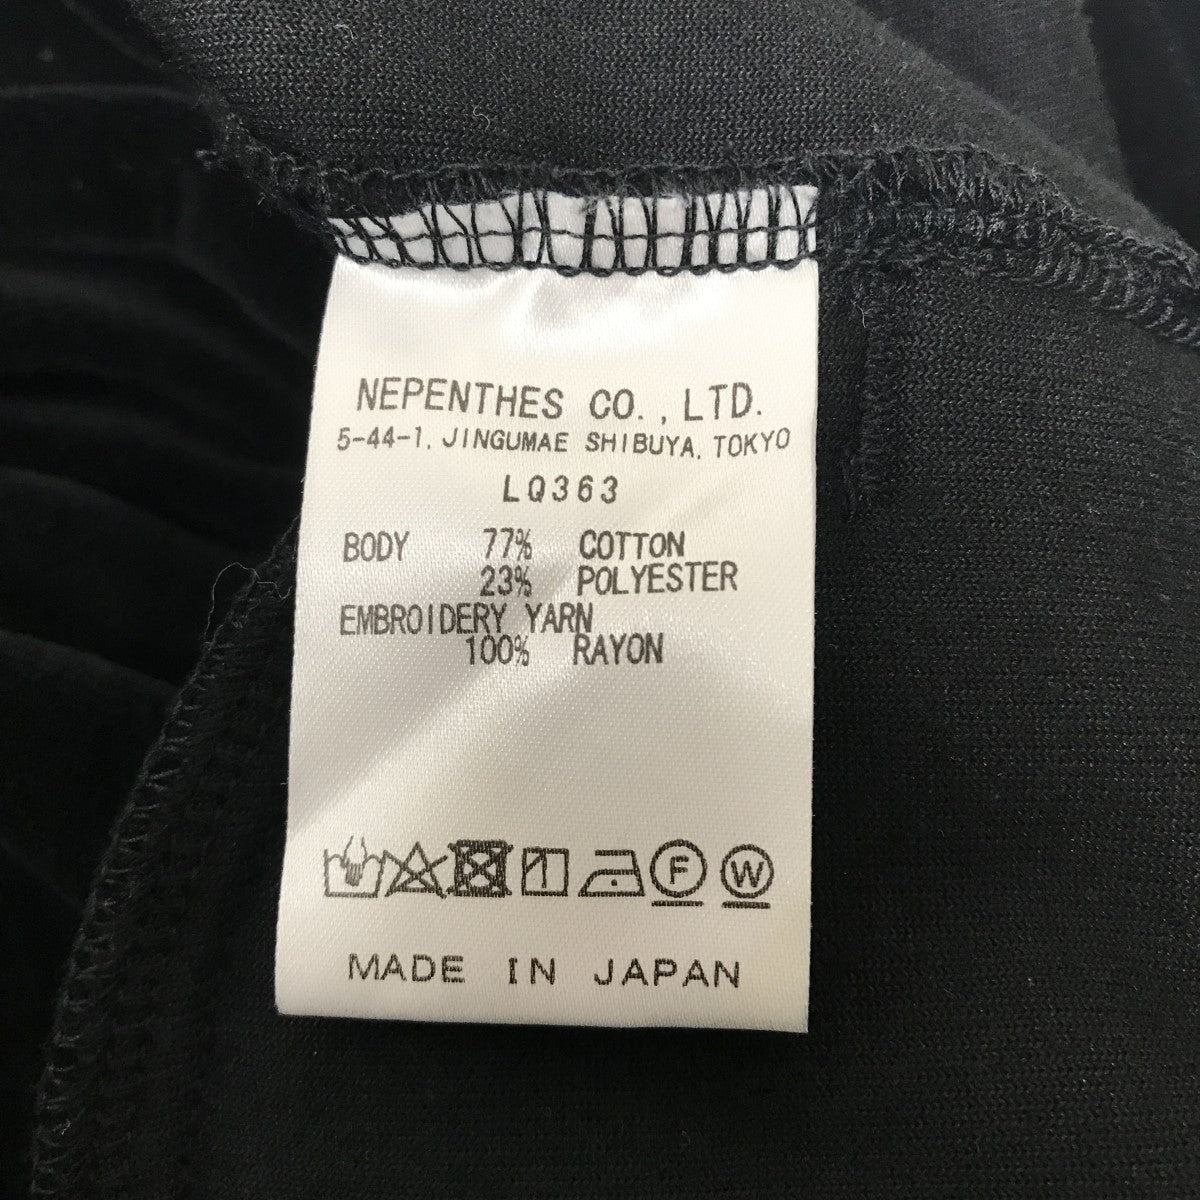 NEPENTHES CO., LTD.
5-44-1, JINGUMAE SHIBUYA, TOKYO
LQ363
BODY 77% COTTON
23% POLYESTER
EMBROIDERY YARN
100% RAYON
F W
MADE IN JAPAN